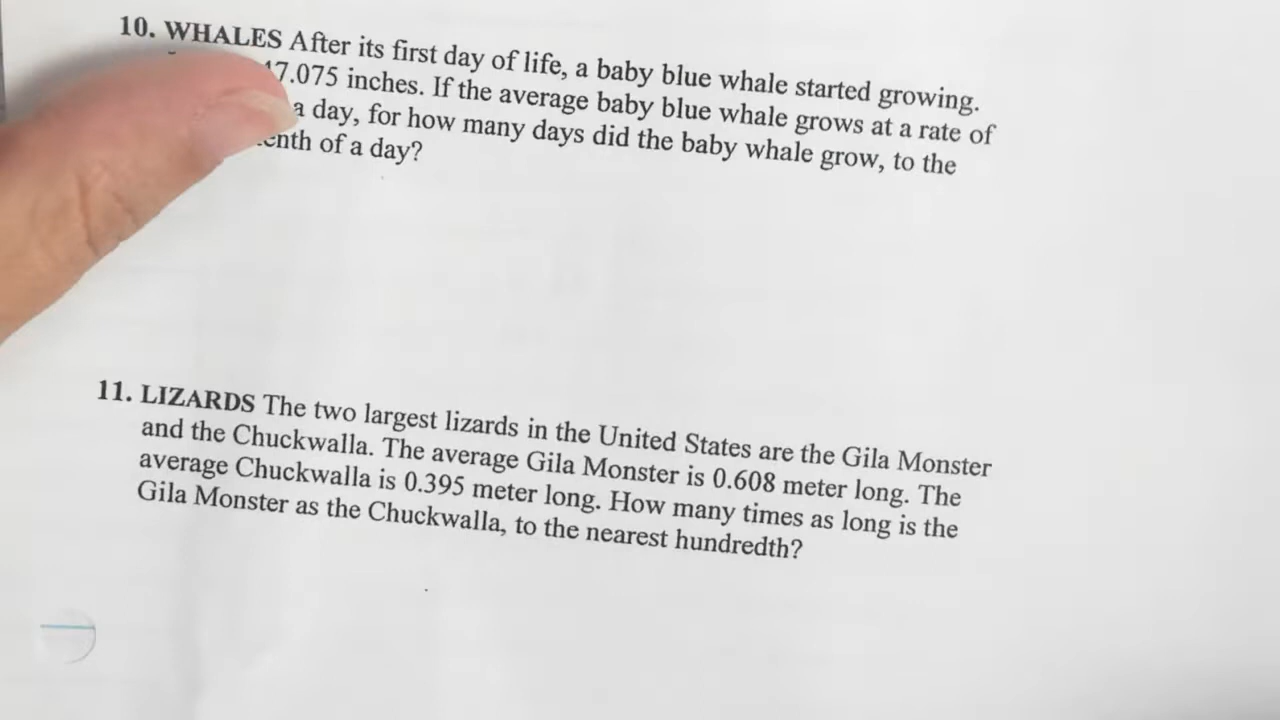 10. WHALES After its first day of life, a baby blue whale started growing.
7.075 inches. If the average baby blue whale grows at a rate of
a day, for how many days did the baby whale grow, to the
of a day?
11. LIZARDS The two largest lizards in the United States are the Gila Monster
and the Chuckwalla. The average Gila Monster is 0.608 meter long. The
average Chuckwalla is 0.395 meter long. How many times as long is the
Gila Monster as the Chuckwalla, to the nearest hundredth?